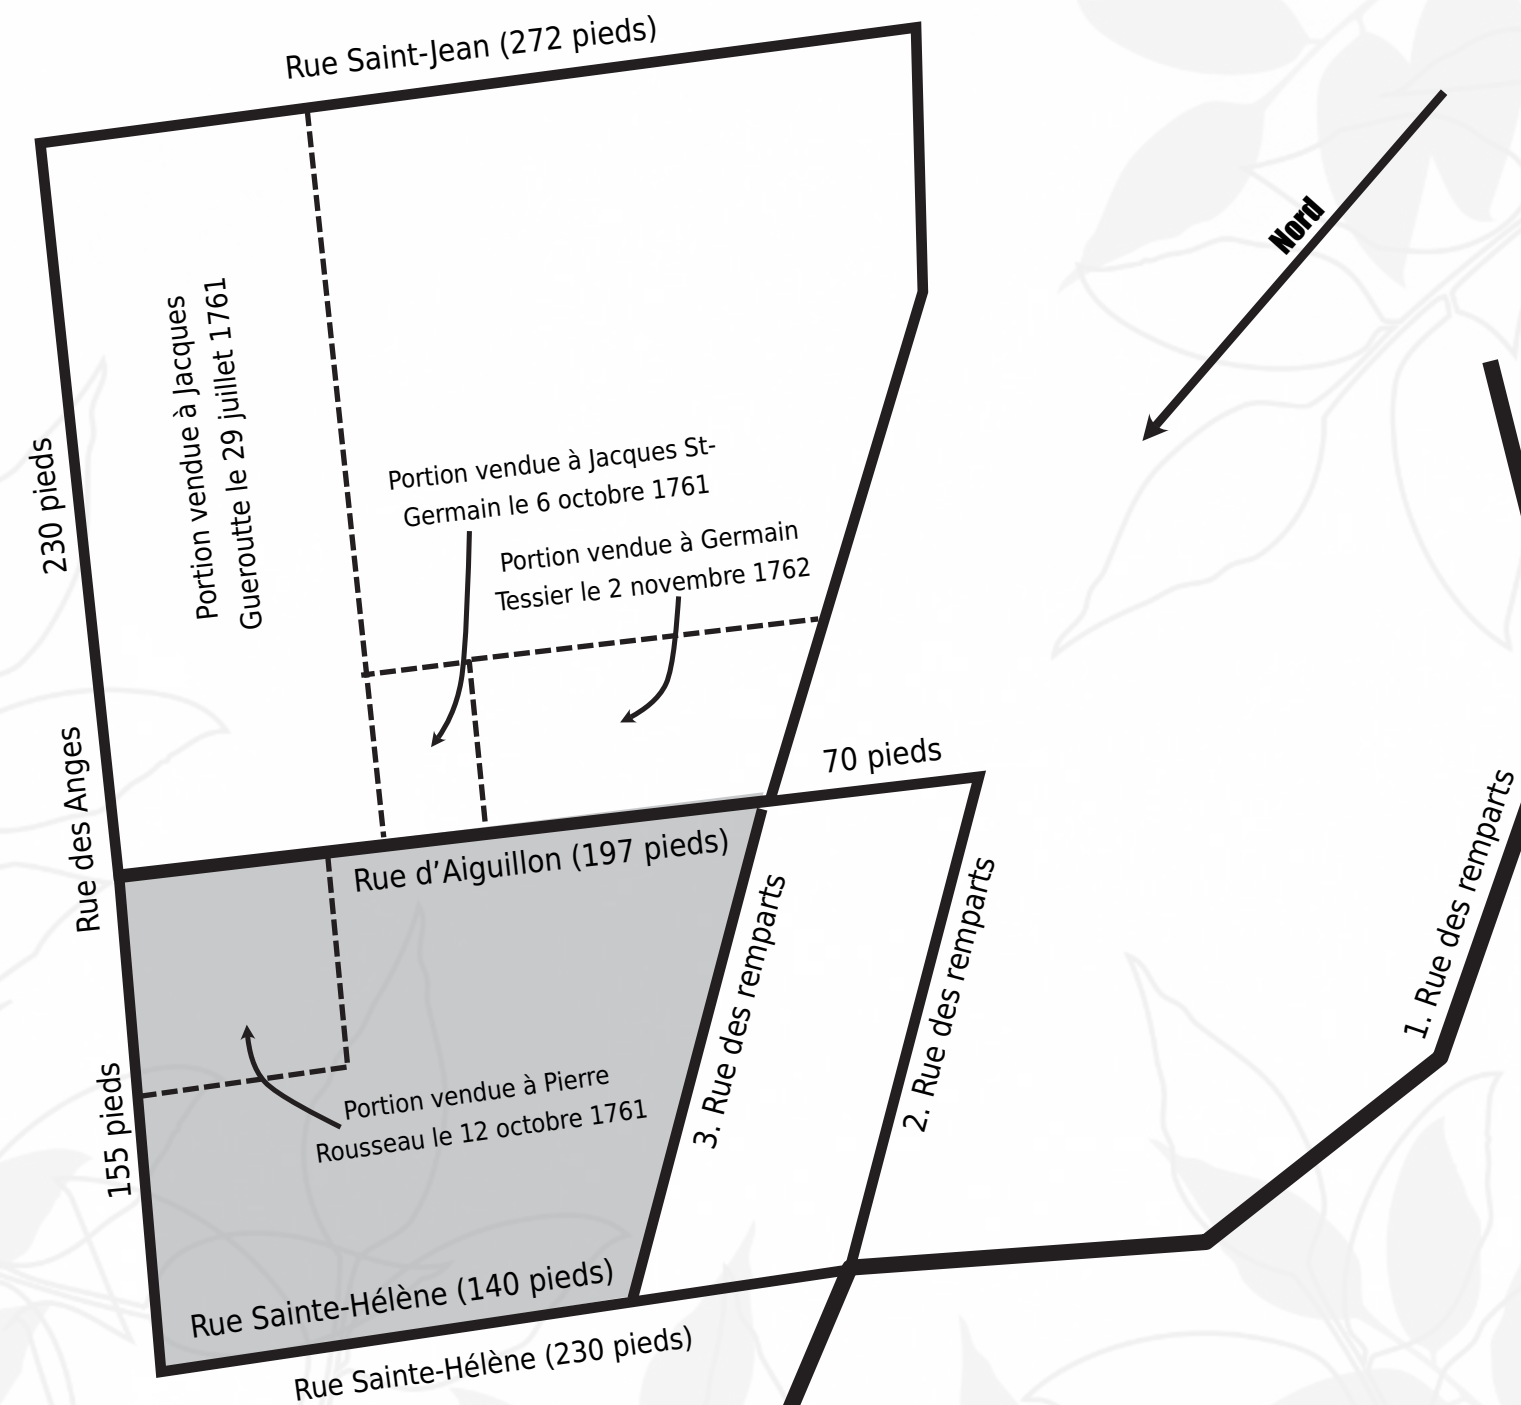 Rue Saint-Jean (272 pieds)
Nord
230 pieds
Portion vendue à Jacques
Gueroutte le 29 juillet 1761
Portion vendue à Jacques St-
Germain le 6 octobre 1761
Portion vendue à Germain
Tessier le 2 novembre 1762
Rue des Anges
70 pieds
Rue d’Aiguillon (197 pieds)
3. Rue des remparts
2. Rue des remparts
1. Rue des remparts
155 pieds
Portion vendue à Pierre
Rousseau le 12 octobre 1761
Rue Sainte-Hélène (140 pieds)
Rue Sainte-Hélène (230 pieds)